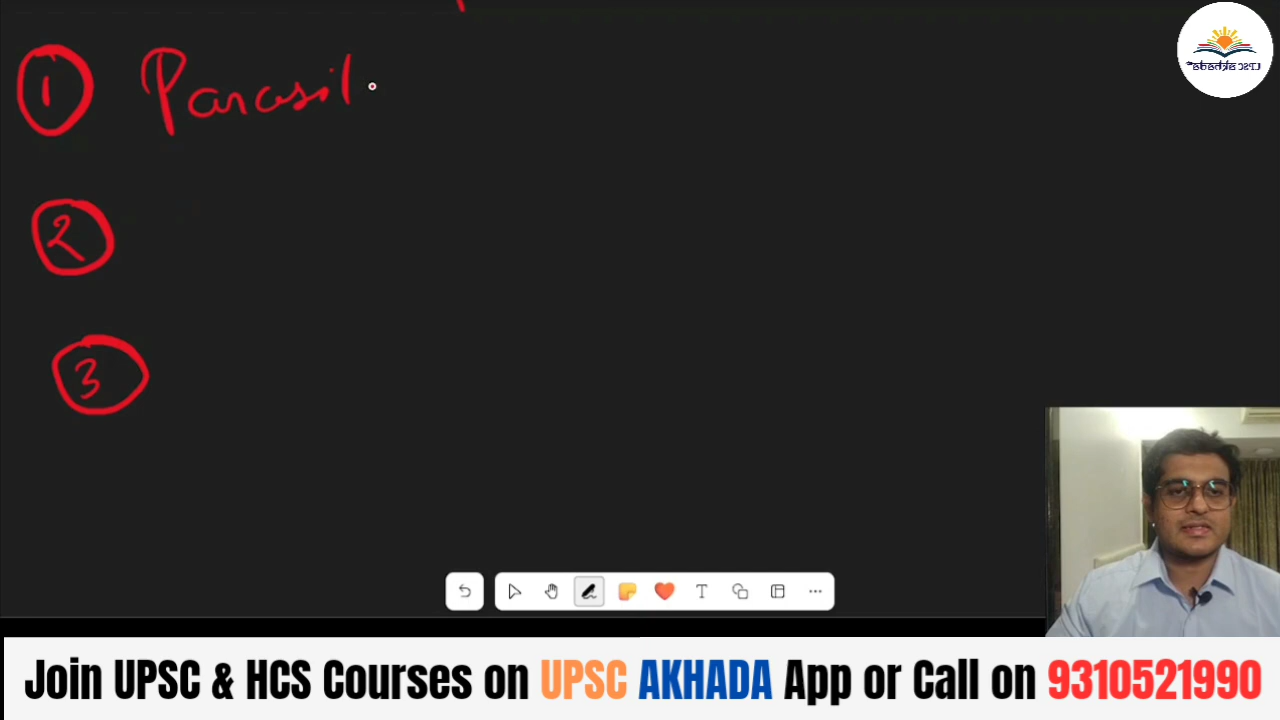 ① Parasit
②
③
Join UPSC & HCS Courses on UPSC AKHADA App or Call on 9310521990